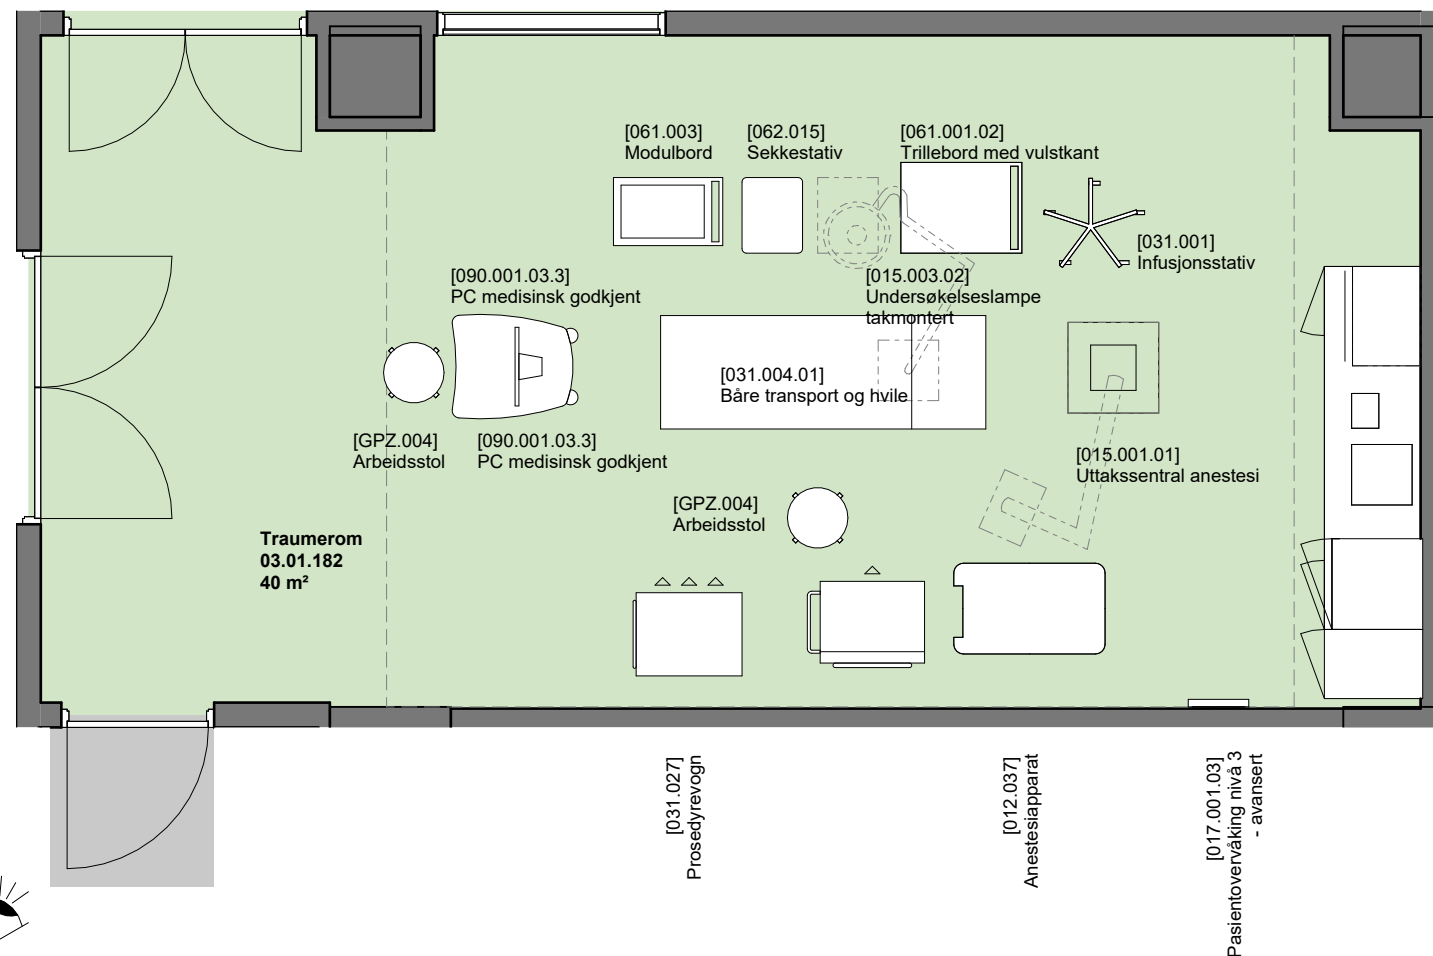 [061.003]
Modulbord
[062.015]
Sekkestativ
[061.001.02]
Trillebord med vulstkant
[031.001]
Infusjonsstativ
[090.001.03.3]
PC medisinsk godkjent
[015.003.02]
Undersøkelseslampe
takmontert
[031.004.01]
Båre transport og hvile
[GPZ.004]
Arbeidsstol
[090.001.03.3]
PC medisinsk godkjent
[015.001.01]
Uttakssentral anestesi
[GPZ.004]
Arbeidsstol
Traumerom
03.01.182
40 m²
[031.027]
Prosedyrevogn
[012.037]
Anestesiapparat
[017.001.03]
Pasientovervåking nivå 3
- avansert